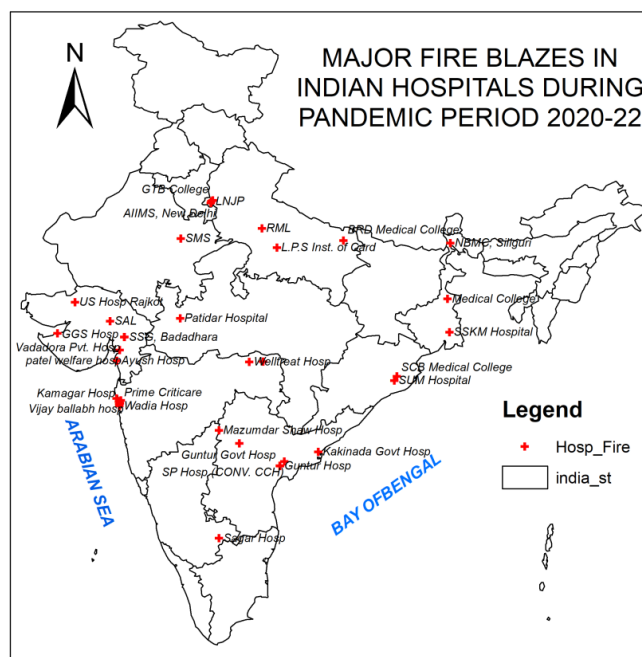 MAJOR FIRE BLAZES IN
INDIAN HOSPITALS DURING
PANDEMIC PERIOD 2020-22
N
GTB College
LNJP
AIIMS, New Delhi
RML
BRD Medical College
SMS
L.P.S Inst. of Card
NBMC, Siliguri
US Hosp Rajkot
Medical College
SAL
Patidar Hospital
GGS Hosp
SSG, Badadhara
SSKM Hospital
Vadadora Pvt. Hosp
patel welfare hosp
Ayush Hosp
Welltreat Hosp
SCB Medical College
SUM Hospital
Kamagar Hosp
Prime Criticare
Vijay ballabh hosp
Wadia Hosp
Legend
Mazumdar Shaw Hosp
Hosp_Fire
Guntur Govt Hosp
Kakinada Govt Hosp
SP Hosp (CONV. CCH)
Guntur Hosp
india_st
ARABIAN SEA
BAY OFBENGAL
Sagar Hosp